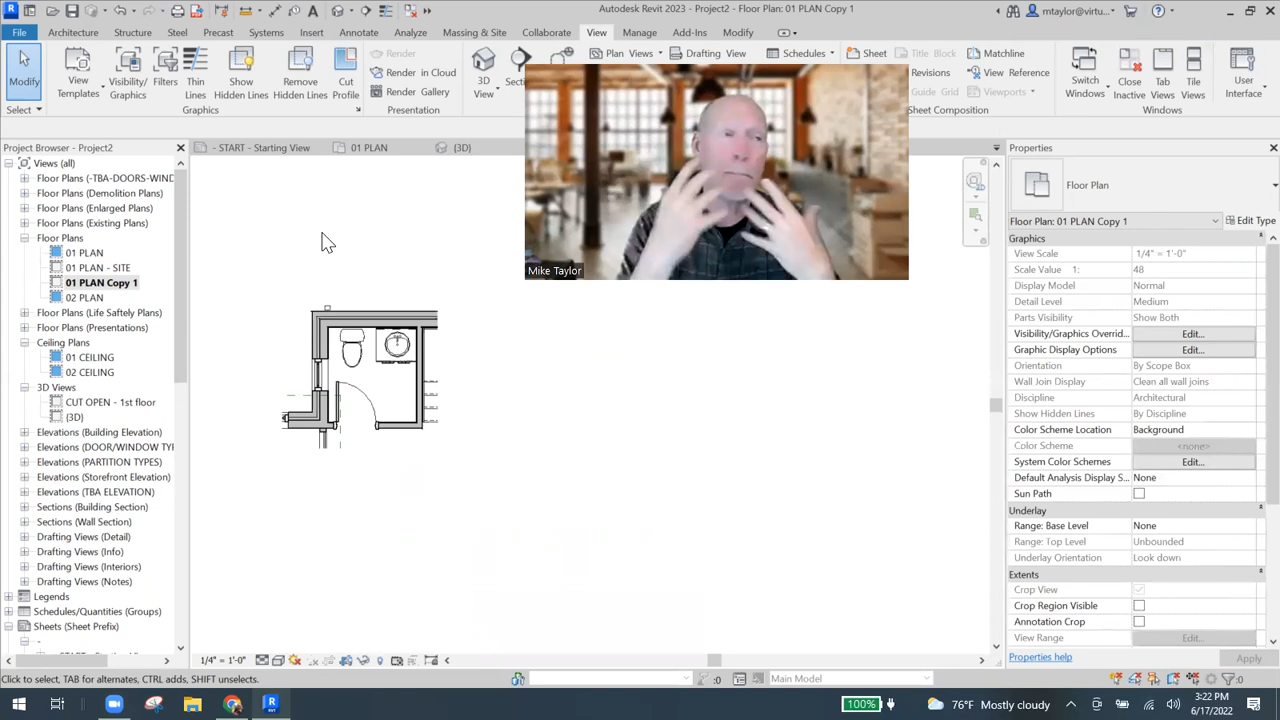 Autodesk Revit 2023 - Project2 - Floor Plan: 01 PLAN Copy 1
mtaylor@virtu...
File Architecture Structure Steel Precast Systems Insert Annotate Analyze Massing & Site Collaborate View Manage Add-Ins Modify
Modify
View Templates
Visibility/ Graphics
Filters
Thin Lines
Show Hidden Lines
Remove Hidden Lines
Cut Profile
Render
Render in Cloud
Render Gallery
3D View
Plan Views
Drafting View
Schedules
Sheet
Title Block
Matchline
Revisions
View Reference
Guide Grid
Viewports
Switch Windows
Close Inactive
Tab Views
Tile Views
User Interface
Select
Graphics
Presentation
Sheet Composition
Windows
Project Browser - Project2
- START - Starting View
01 PLAN
{3D}
Views (all)
Floor Plans (-TBA-DOORS-WIND
Floor Plans (Demolition Plans)
Floor Plans (Enlarged Plans)
Floor Plans (Existing Plans)
Floor Plans
01 PLAN
01 PLAN - SITE
01 PLAN Copy 1
02 PLAN
Floor Plans (Life Saftely Plans)
Floor Plans (Presentations)
Ceiling Plans
01 CEILING
02 CEILING
3D Views
CUT OPEN - 1st floor
{3D}
Elevations (Building Elevation)
Elevations (DOOR/WINDOW TYP
Elevations (PARTITION TYPES)
Elevations (Storefront Elevation)
Elevations (TBA ELEVATION)
Sections (Building Section)
Sections (Wall Section)
Drafting Views (Detail)
Drafting Views (Info)
Drafting Views (Interiors)
Drafting Views (Notes)
Legends
Schedules/Quantities (Groups)
Sheets (Sheet Prefix)
-
Mike Taylor
Properties
Floor Plan
Floor Plan: 01 PLAN Copy 1 Edit Type
Graphics
View Scale 1/4" = 1'-0"
Scale Value 1: 48
Display Model Normal
Detail Level Medium
Parts Visibility Show Both
Visibility/Graphics Overrid... Edit...
Graphic Display Options Edit...
Orientation By Scope Box
Wall Join Display Clean all wall joins
Discipline Architectural
Show Hidden Lines By Discipline
Color Scheme Location Background
Color Scheme <none>
System Color Schemes Edit...
Default Analysis Display S... None
Sun Path
Underlay
Range: Base Level None
Range: Top Level Unbounded
Underlay Orientation Look down
Extents
Crop View
Crop Region Visible
Annotation Crop
View Range Edit...
Properties help Apply
1/4" = 1'-0"
Click to select, TAB for alternates, CTRL adds, SHIFT unselects.
:0
Main Model
:0
100%
76°F Mostly cloudy
3:22 PM
6/17/2022